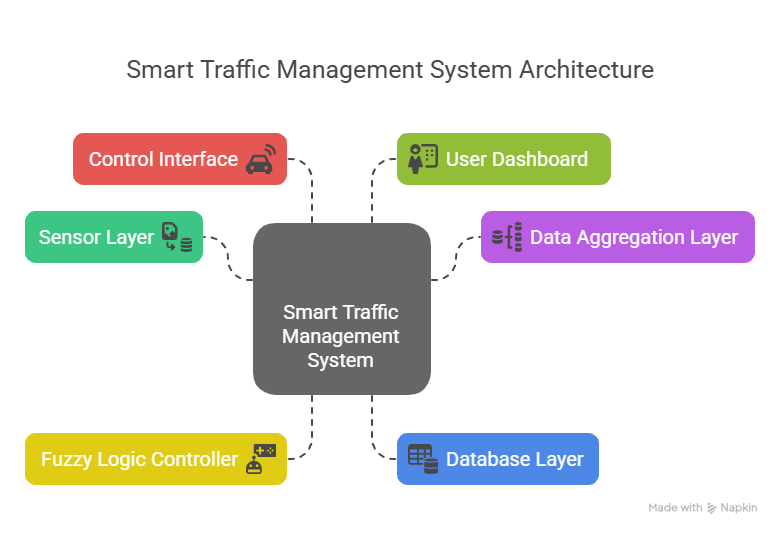 Smart Traffic Management System Architecture
Control Interface
User Dashboard
Sensor Layer
Data Aggregation Layer
Smart Traffic
Management
System
Fuzzy Logic Controller
Database Layer
Made with Napkin